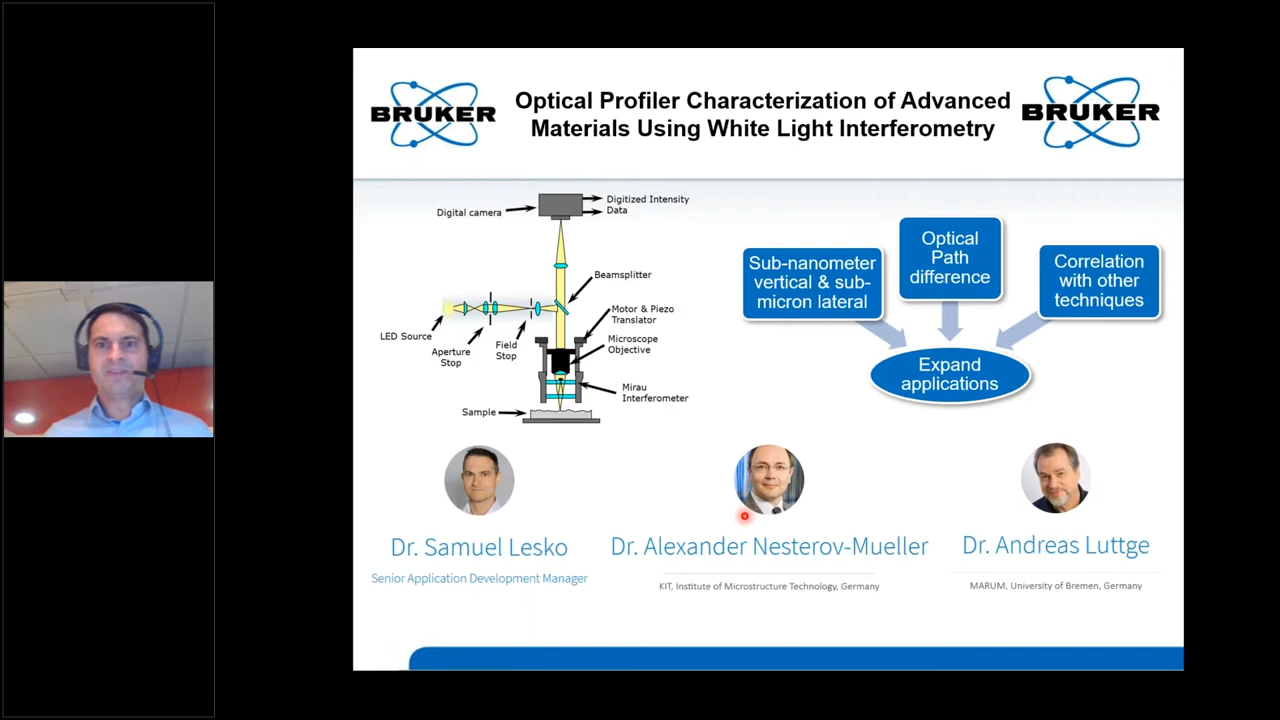 BRUKER
Optical Profiler Characterization of Advanced
Materials Using White Light Interferometry
BRUKER
Digital camera
Digitized Intensity
Data
Beamsplitter
LED Source
Aperture
Stop
Field
Stop
Motor & Piezo
Translator
Microscope
Objective
Mirau
Interferometer
Sample
Sub-nanometer
vertical & sub-
micron lateral
Optical
Path
difference
Correlation
with other
techniques
Expand
applications
Dr. Samuel Lesko
Senior Application Development Manager
Dr. Alexander Nesterov-Mueller
KIT, Institute of Microstructure Technology, Germany
Dr. Andreas Luttge
MARUM, University of Bremen, Germany